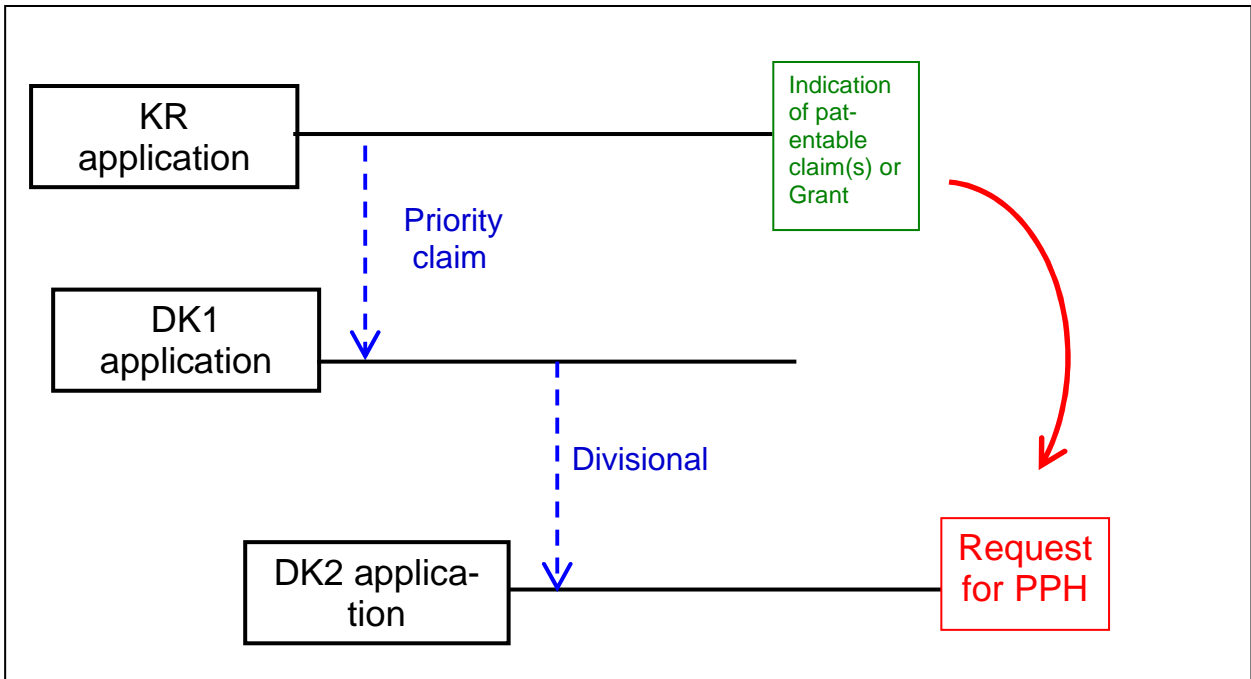 KR
application
Indication
of pat-
entable
claim(s) or
Grant
Priority
claim
DK1
application
Divisional
DK2 applica-
tion
Request
for PPH